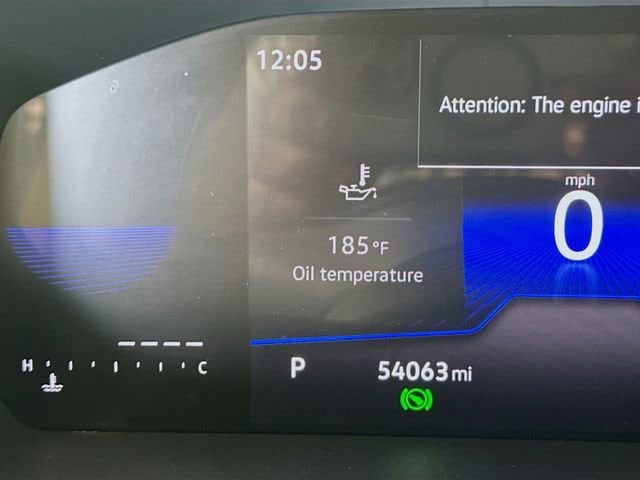 12:05
Attention: The engine i
mph
0
185°F
Oil temperature
H C
P 54063 mi